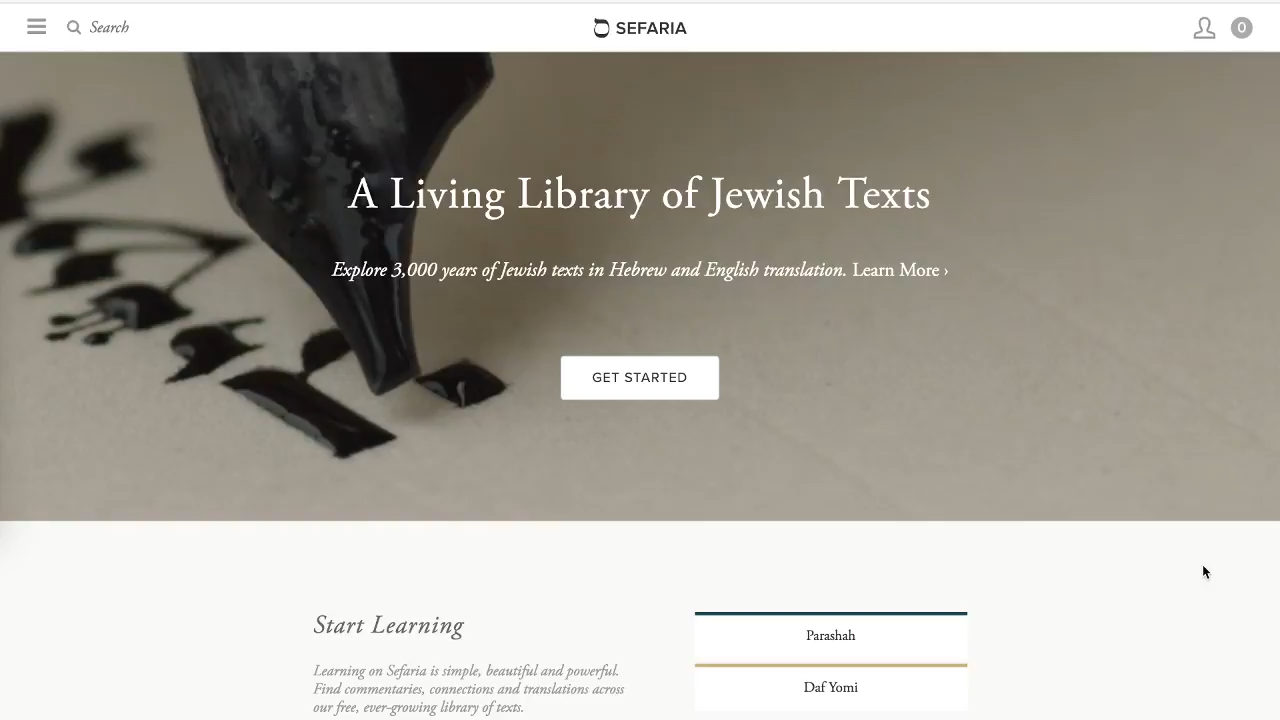 Search
SEFARIA
0
A Living Library of Jewish Texts
Explore 3,000 years of Jewish texts in Hebrew and English translation. Learn More ›
GET STARTED
Start Learning
Learning on Sefaria is simple, beautiful and powerful.
Find commentaries, connections and translations across
our free, ever-growing library of texts.
Parashah
Daf Yomi